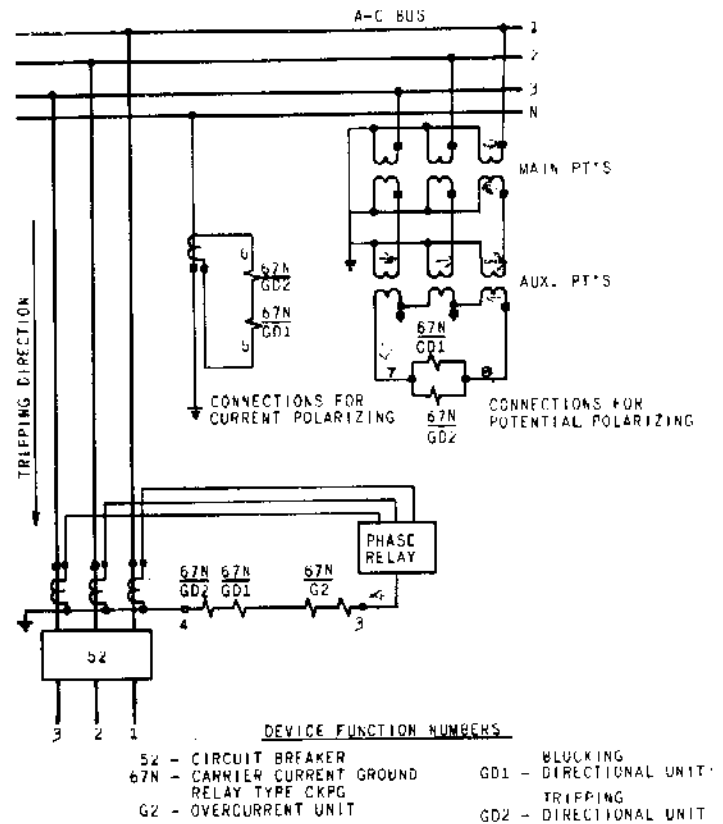 A-C BUS
1
2
3
N
MAIN PT'S
AUX. PT'S
6
67N
GD2
67N
GD1
5
67N
GD1
7
8
67N
GD2
TRIPPING DIRECTION
CONNECTIONS FOR
CURRENT POLARIZING
CONNECTIONS FOR
POTENTIAL POLARIZING
PHASE
RELAY
67N
GD2
67N
GD1
67N
G2
4
3
52
3
2
1
DEVICE FUNCTION NUMBERS
52 - CIRCUIT BREAKER
67N - CARRIER CURRENT GROUND
RELAY TYPE CKPG
G2 - OVERCURRENT UNIT
BLOCKING
GD1 - DIRECTIONAL UNIT
TRIPPING
GD2 - DIRECTIONAL UNIT